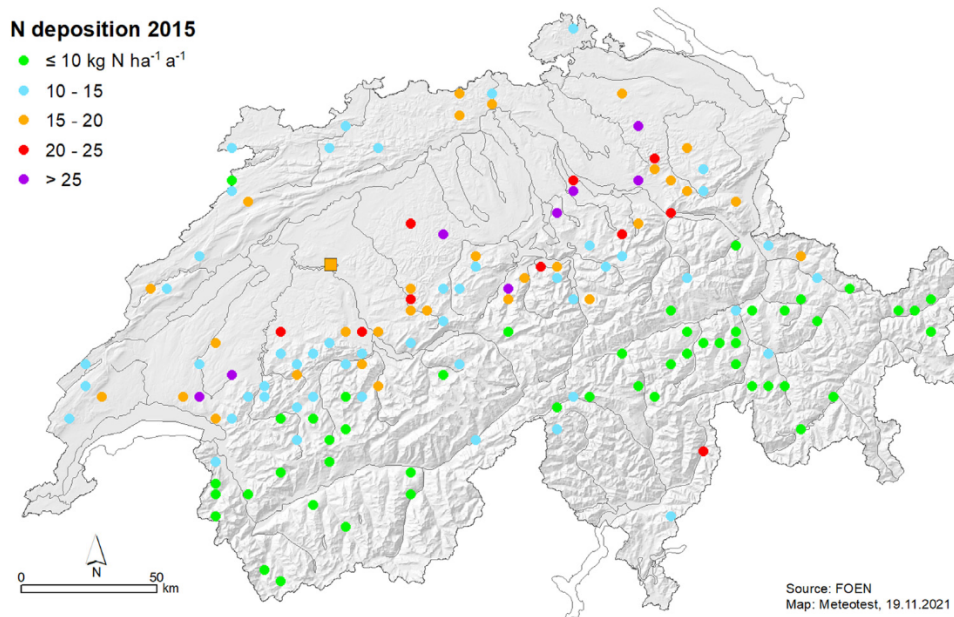 N deposition 2015
≤ 10 kg N ha⁻¹ a⁻¹
10 - 15
15 - 20
20 - 25
> 25
N
0 50
km
Source: FOEN
Map: Meteotest, 19.11.2021